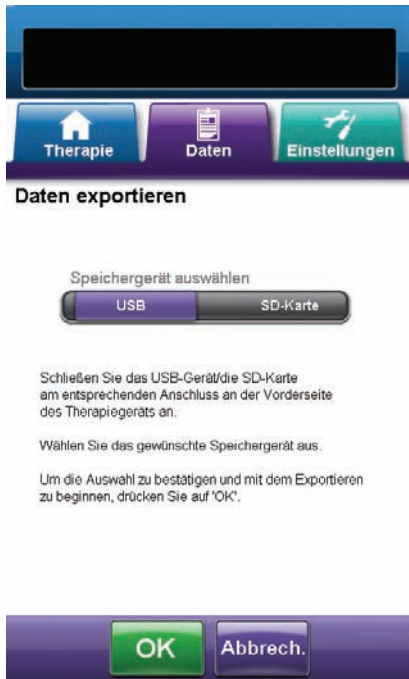 Therapie Daten Einstellungen
Daten exportieren
Speichergerät auswählen
USB SD-Karte
Schließen Sie das USB-Gerät/die SD-Karte
am entsprechenden Anschluss an der Vorderseite
des Therapiegeräts an.
Wählen Sie das gewünschte Speichergerät aus.
Um die Auswahl zu bestätigen und mit dem Exportieren
zu beginnen, drücken Sie auf 'OK'.
OK Abbrech.